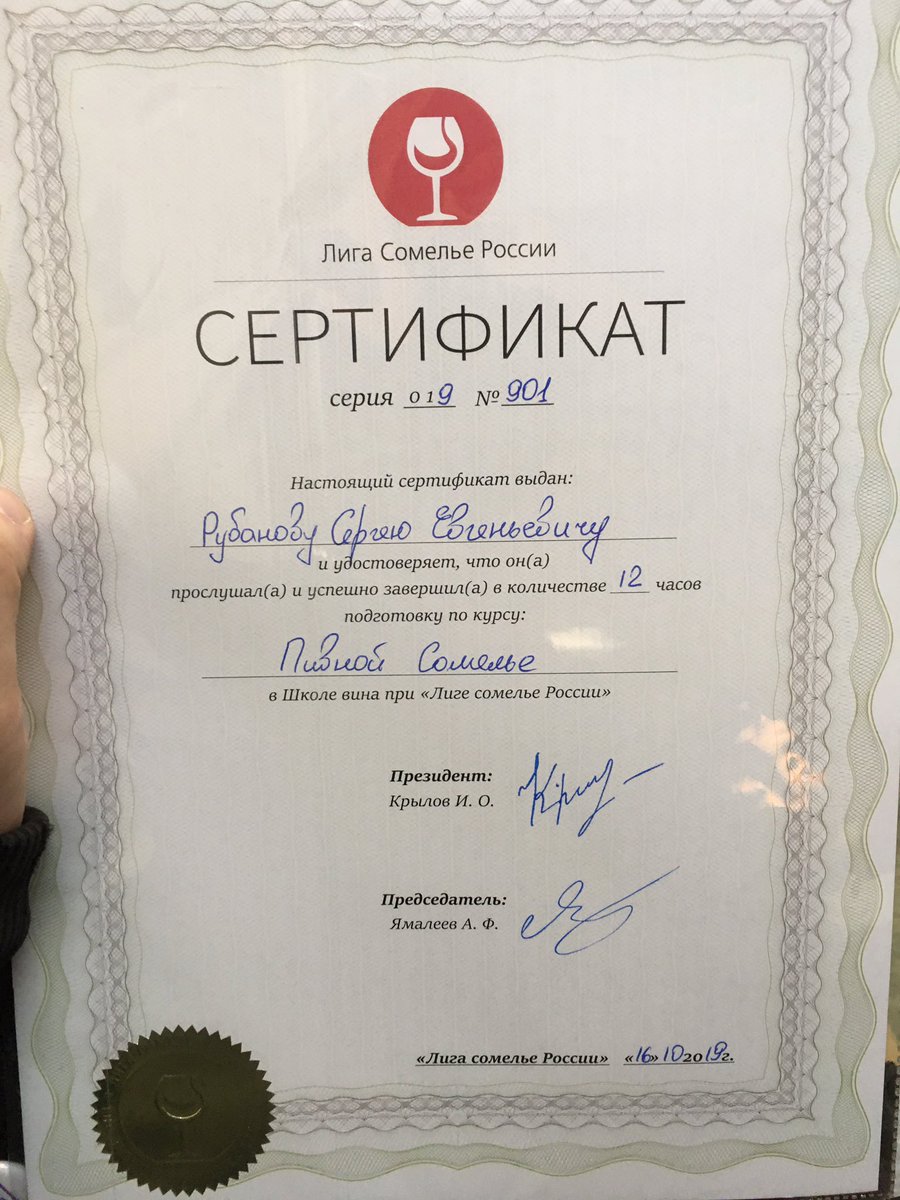 Лига Сомелье России
СЕРТИФИКАТ
серия 019 № 901
Настоящий сертификат выдан:
Рубанову Сергею Евгеньевичу
и удостоверяет, что он(а)
прослушал(а) и успешно завершил(а) в количестве 12 часов
подготовку по курсу:
Пивной Сомелье
в Школе вина при «Лиге сомелье России»
Президент:
Крылов И. О.
Председатель:
Ямалеев А. Ф.
«Лига сомелье России» «16» 10 2019г.